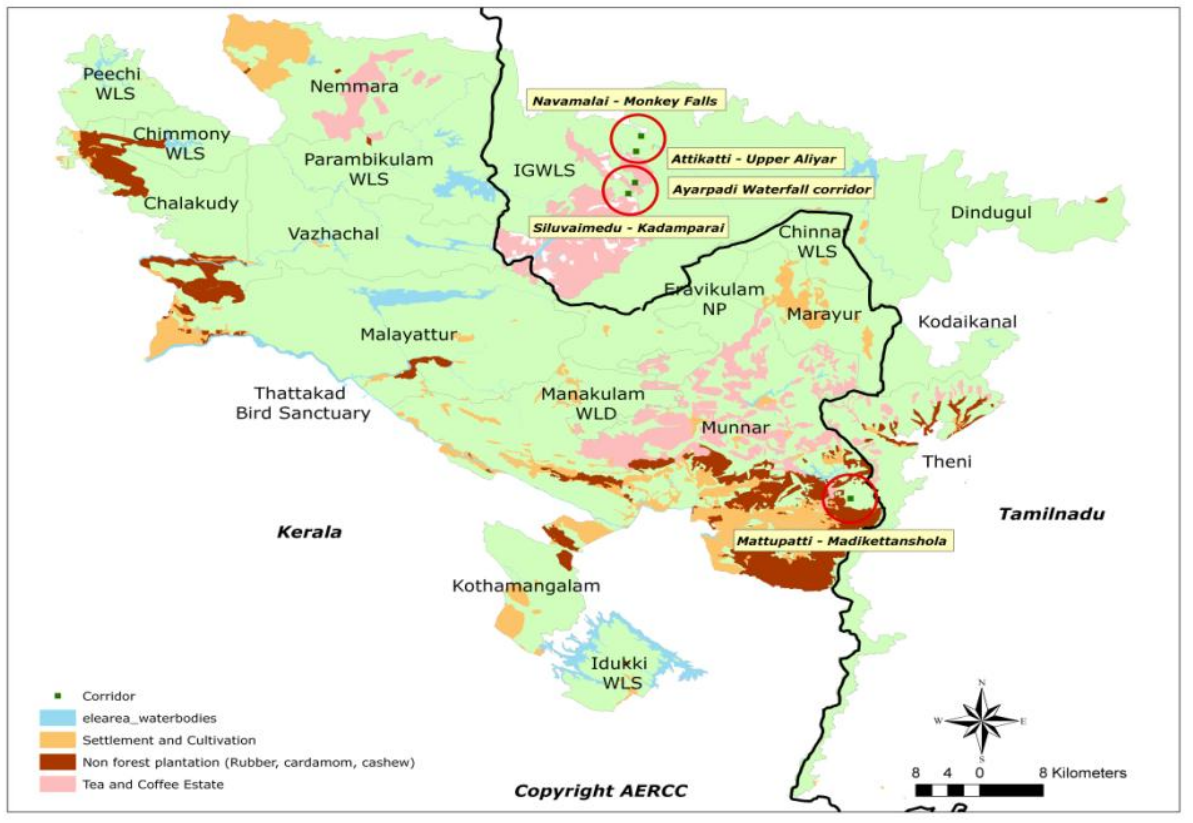 Peechi
WLS
Nemmara
Navamalai - Monkey Falls
Chimmony
WLS
Parambikulam
WLS
IGWLS
Attikatti - Upper Aliyar
Ayarpadi Waterfall corridor
Chalakudy
Vazhachal
Siluvaimedu - Kadamparai
Chinnar
WLS
Dindugul
Eravikulam
NP
Marayur
Kodaikanal
Malayattur
Thattakad
Bird Sanctuary
Manakulam
WLD
Munnar
Theni
Kerala
Tamilnadu
Mattupatti - Madikettanshola
Kothamangalam
Idukki
WLS
Corridor
elearea_waterbodies
Settlement and Cultivation
Non forest plantation (Rubber, cardamom, cashew)
Tea and Coffee Estate
Copyright AERCC
N
W
E
S
8 4 0 8 Kilometers